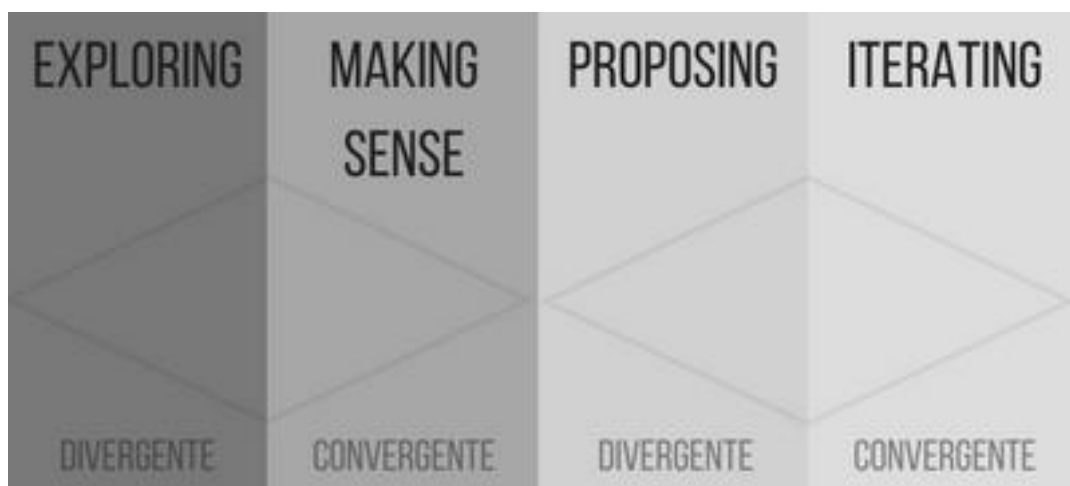 EXPLORING
MAKING
SENSE
PROPOSING
ITERATING
DIVERGENTE
CONVERGENTE
DIVERGENTE
CONVERGENTE